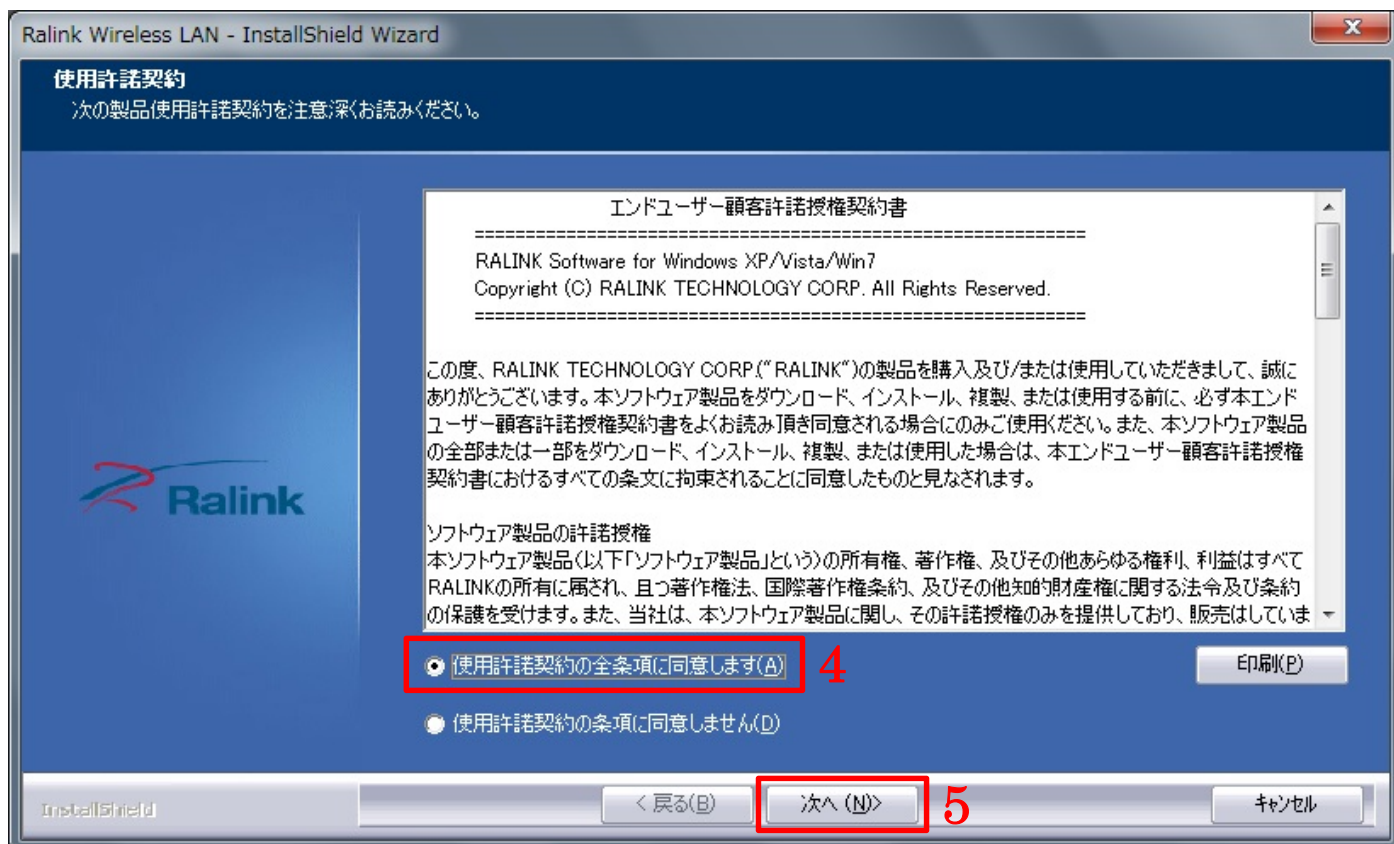 Ralink Wireless LAN - InstallShield Wizard
使用許諾契約
次の製品使用許諾契約を注意深くお読みください。
エンドユーザー顧客許諾授権契約書
============================================================
RALINK Software for Windows XP/Vista/Win7
Copyright (C) RALINK TECHNOLOGY CORP. All Rights Reserved.
============================================================
この度、RALINK TECHNOLOGY CORP.("RALINK")の製品を購入及び/または使用していただきまして、誠に
ありがとうございます。本ソフトウェア製品をダウンロード、インストール、複製、または使用する前に、必ず本エンド
ユーザー顧客許諾授権契約書をよくお読み頂き同意される場合にのみご使用ください。また、本ソフトウェア製品
の全部または一部をダウンロード、インストール、複製、または使用した場合は、本エンドユーザー顧客許諾授権
契約書におけるすべての条文に拘束されることに同意したものと見なされます。
ソフトウェア製品の許諾授権
本ソフトウェア製品(以下「ソフトウェア製品」という)の所有権、著作権、及びその他あらゆる権利、利益はすべて
RALINKの所有に属され、且つ著作権法、国際著作権条約、及びその他知的財産権に関する法令及び条約
の保護を受けます。また、当社は、本ソフトウェア製品に関し、その許諾授権のみを提供しており、販売はしていま
Ralink
使用許諾契約の全条項に同意します(A) 4
印刷(P)
使用許諾契約の条項に同意しません(D)
InstallShield
< 戻る(B)
次へ (N)> 5
キャンセル